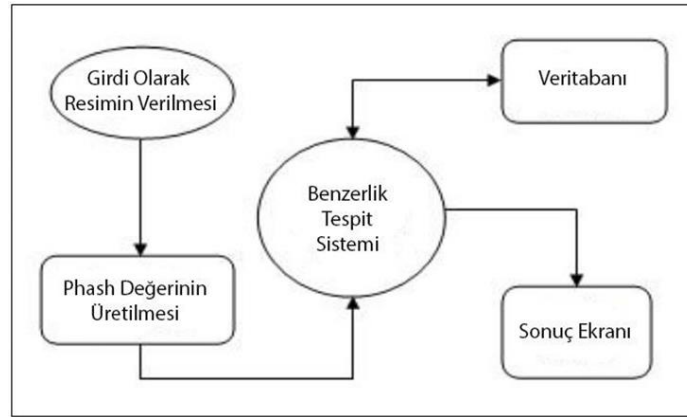 Girdi Olarak
Resimin Verilmesi
Veritabanı
Benzerlik
Tespit
Sistemi
Phash Değerinin
Üretilmesi
Sonuç Ekranı